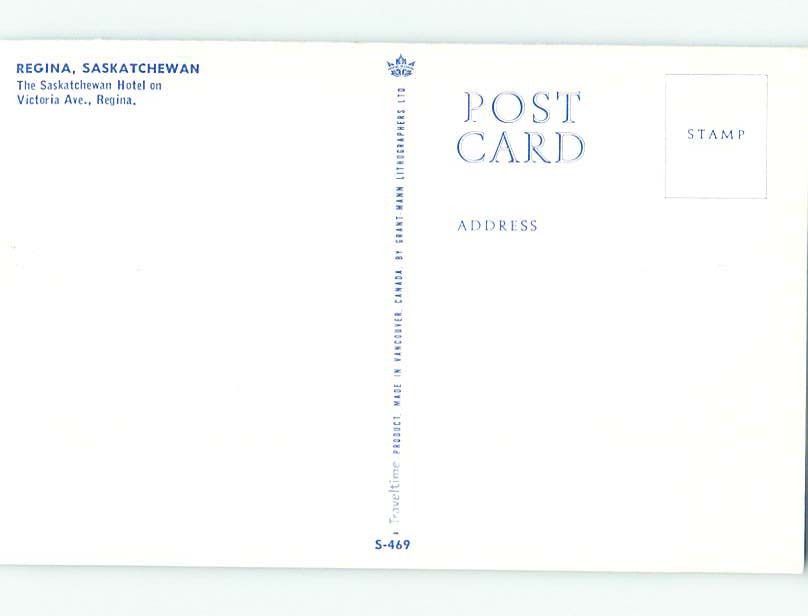 REGINA, SASKATCHEWAN
The Saskatchewan Hotel on
Victoria Ave., Regina.
Traveltime PRODUCT. MADE IN VANCOUVER, CANADA, BY GRANT-MANN LITHOGRAPHERS LTD
S-469
POST
CARD
STAMP
ADDRESS